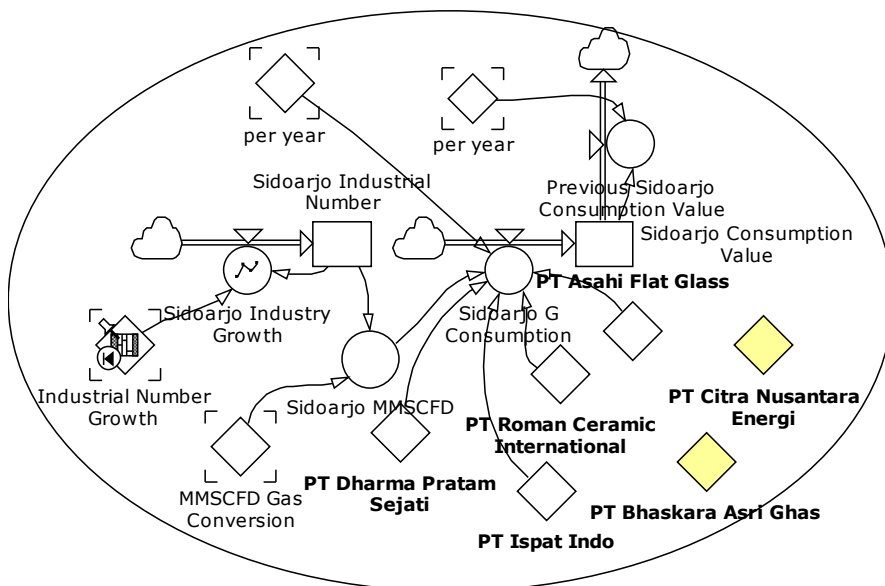 per year
per year
Sidoarjo Industrial
Number
Previous Sidoarjo
Consumption Value
Sidoarjo Consumption
Value
PT Asahi Flat Glass
Sidoarjo Industry
Growth
Sidoarjo G
Consumption
Industrial Number
Growth
Sidoarjo MMSCFD
PT Citra Nusantara
Energi
PT Roman Ceramic
International
MMSCFD Gas
Conversion
PT Dharma Pratam
Sejati
PT Ispat Indo
PT Bhaskara Asri Ghas